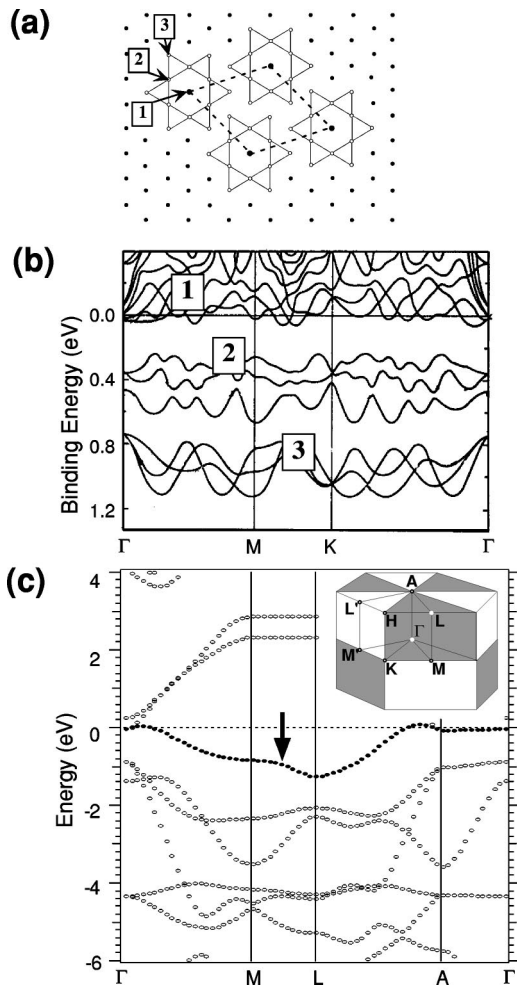 (a)
3
2
1
(b)
1
0.0
2
0.4
Binding Energy (eV)
0.8
3
1.2
Γ M K Γ
(c)
4
A
L'
H L
2
Γ
M'
K M
0
Energy (eV)
-2
-4
-6
Γ M L A Γ